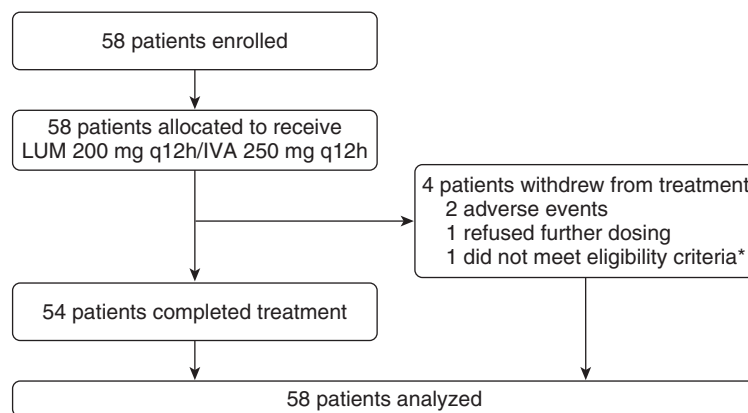 58 patients enrolled
58 patients allocated to receive
LUM 200 mg q12h/IVA 250 mg q12h
4 patients withdrew from treatment
2 adverse events
1 refused further dosing
1 did not meet eligibility criteria*
54 patients completed treatment
58 patients analyzed